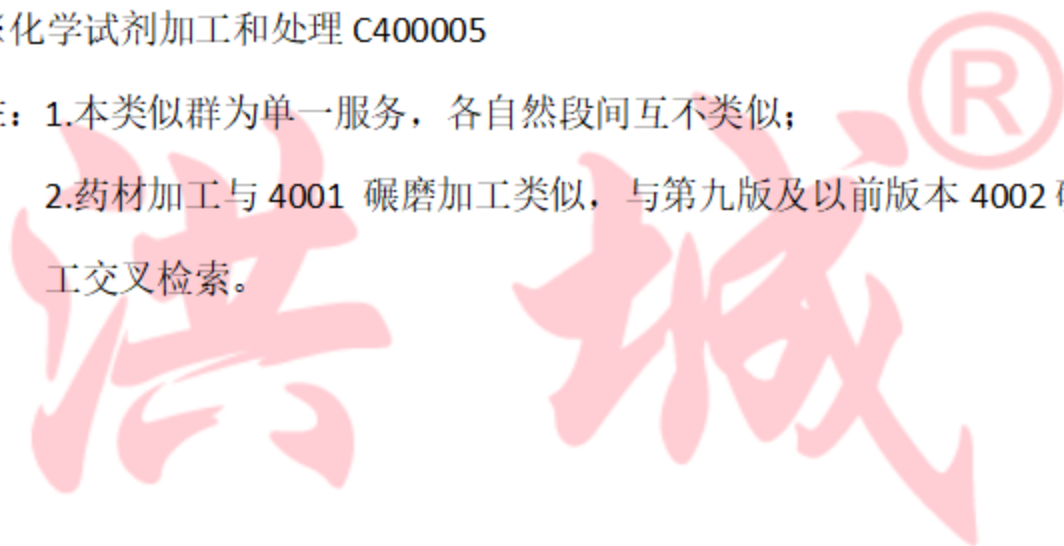 化学试剂加工和处理 C400005
：1.本类似群为单一服务，各自然段间互不类似；
2.药材加工与 4001 碾磨加工类似，与第九版及以前版本 4002
工交叉检索。
洪城®